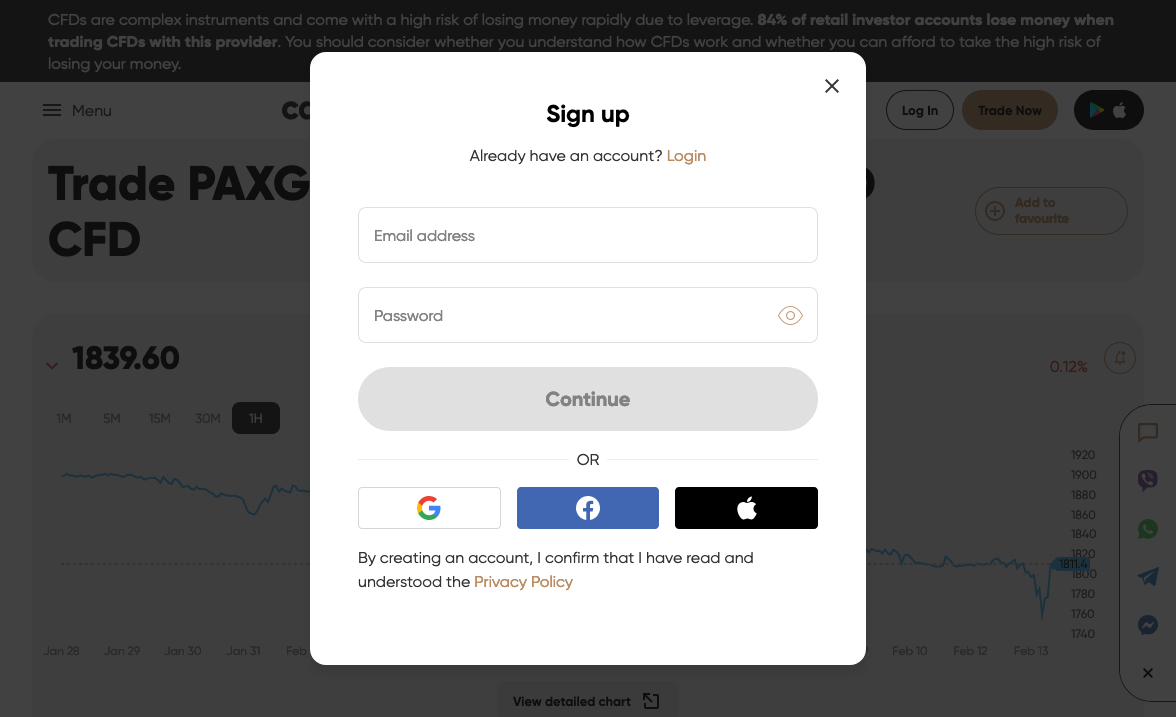 CFDs are complex instruments and come with a high risk of losing money rapidly due to leverage. 84% of retail investor accounts lose money when
trading CFDs with this provider. You should consider whether you understand how CFDs work and whether you can afford to take the high risk of
losing your money.
Menu
Log In
Trade Now
Trade PAXG
CFD
Add to
favourite
Sign up
Already have an account? Login
Email address
Password
Continue
OR
By creating an account, I confirm that I have read and
understood the Privacy Policy
1839.60
0.12%
1M 5M 15M 30M 1H
1920
1900
1880
1860
1840
1820
1811.4
1800
1780
1760
1740
Jan 28 Jan 29 Jan 30 Jan 31 Feb Feb 10 Feb 12 Feb 13
View detailed chart